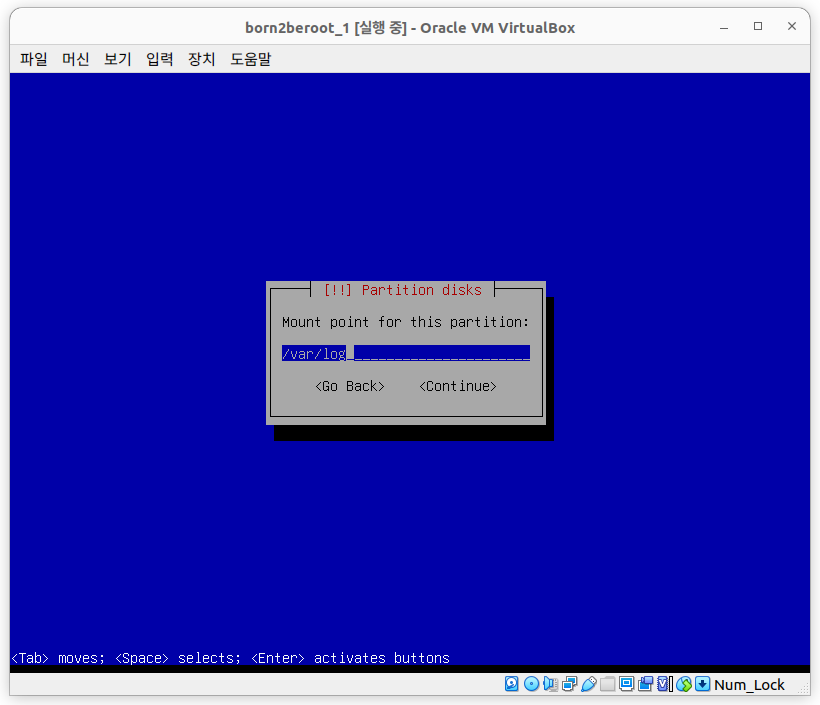 born2beroot_1 [실행 중] - Oracle VM VirtualBox
파일 머신 보기 입력 장치 도움말
[!!] Partition disks
Mount point for this partition:
/var/log
<Go Back> <Continue>
<Tab> moves; <Space> selects; <Enter> activates buttons
Num_Lock